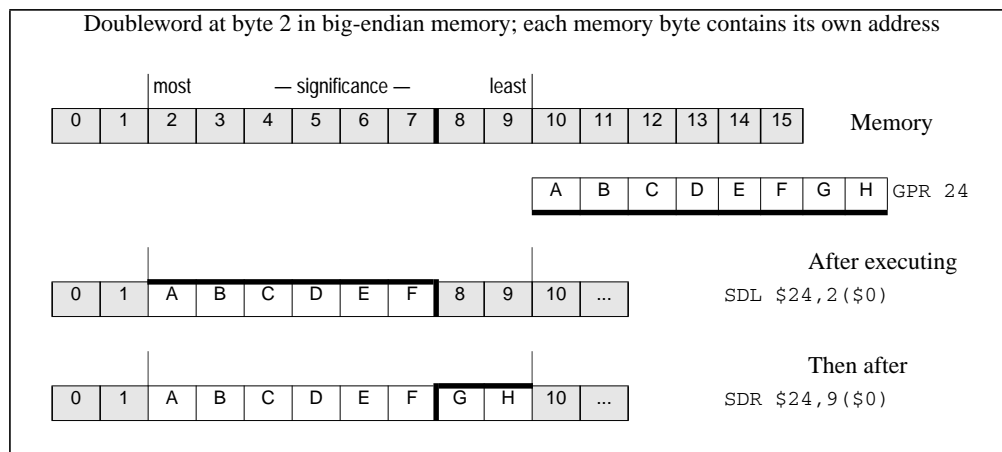 Doubleword at byte 2 in big-endian memory; each memory byte contains its own address
most — significance — least
0 1 2 3 4 5 6 7 8 9 10 11 12 13 14 15 Memory
A B C D E F G H GPR 24
After executing
0 1 A B C D E F 8 9 10 ... SDL $24,2($0)
Then after
0 1 A B C D E F G H 10 ... SDR $24,9($0)